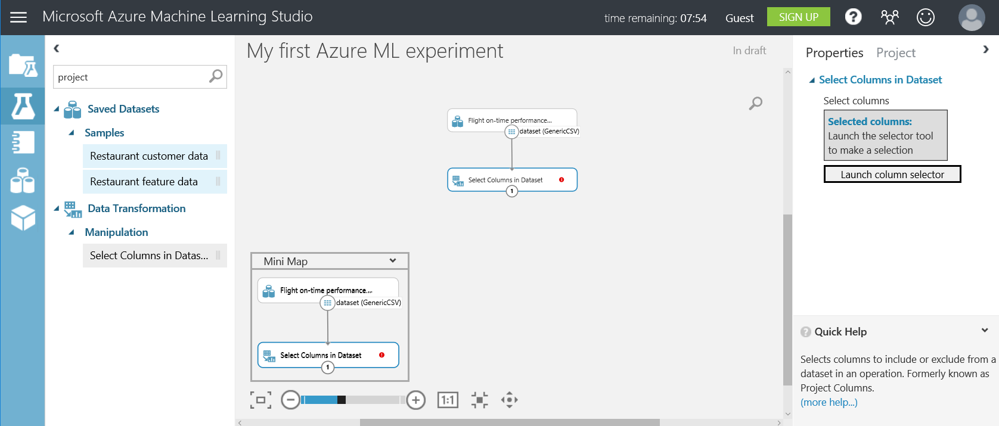 Microsoft Azure Machine Learning Studio
time remaining: 07:54
Guest
SIGN UP
?
project
Saved Datasets
Samples
Restaurant customer data
Restaurant feature data
Data Transformation
Manipulation
Select Columns in Datas...
My first Azure ML experiment
In draft
Flight on-time performance...
dataset (GenericCSV)
Select Columns in Dataset
1
Mini Map
Flight on-time performance....
dataset (GenericCSV)
Select Columns in Dataset
1
1:1
Properties
Project
Select Columns in Dataset
Select columns
Selected columns:
Launch the selector tool
to make a selection
Launch column selector
? Quick Help
Selects columns to include or exclude from a
dataset in an operation. Formerly known as
Project Columns.
(more help...)